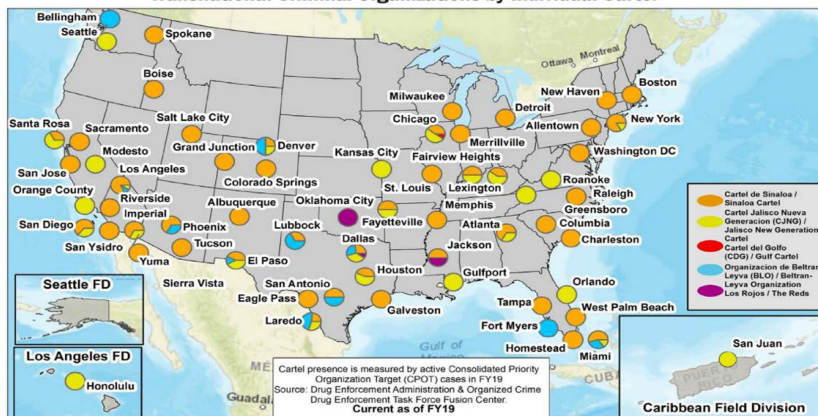 Transnational Criminal Organizations by Individual Cartel
Bellingham
Seattle
Spokane
Boise
Ottawa
Montreal
Milwaukee
Chicago
Detroit
New Haven
Boston
Allentown
New York
Merrillville
Salt Lake City
Grand Junction
Denver
Santa Rosa
Sacramento
Modesto
Kansas City
Fairview Heights
Washington DC
San Jose
Los Angeles
Colorado Springs
St. Louis
Lexington
Roanoke
Orange County
Riverside
Imperial
Albuquerque
Oklahoma City
Fayetteville
Memphis
Raleigh
Greensboro
San Diego
Phoenix
Lubbock
Dallas
Atlanta
Columbia
San Ysidro
Tucson
El Paso
Jackson
Charleston
Yuma
Sierra Vista
San Antonio
Houston
Gulfport
Orlando
Eagle Pass
Galveston
Tampa
West Palm Beach
Laredo
Fort Myers
Homestead
Miami
Gulf of
Mexico
CUBA
Guadala
Seattle FD
Los Angeles FD
Honolulu
San Juan
PUERTO
RICO
Caribbean Field Division
Cartel de Sinaloa /
Sinaloa Cartel
Cartel Jalisco Nueva
Generacion (CJNG) /
Jalisco New Generation
Cartel
Cartel del Golfo
(CDG) / Gulf Cartel
Organizacion de Beltran-
Leyva (BLO) / Beltran-
Leyva Organization
Los Rojos / The Reds
Cartel presence is measured by active Consolidated Priority
Organization Target (CPOT) cases in FY19
Source: Drug Enforcement Administration & Organized Crime
Drug Enforcement Task Force Fusion Center.
Current as of FY19